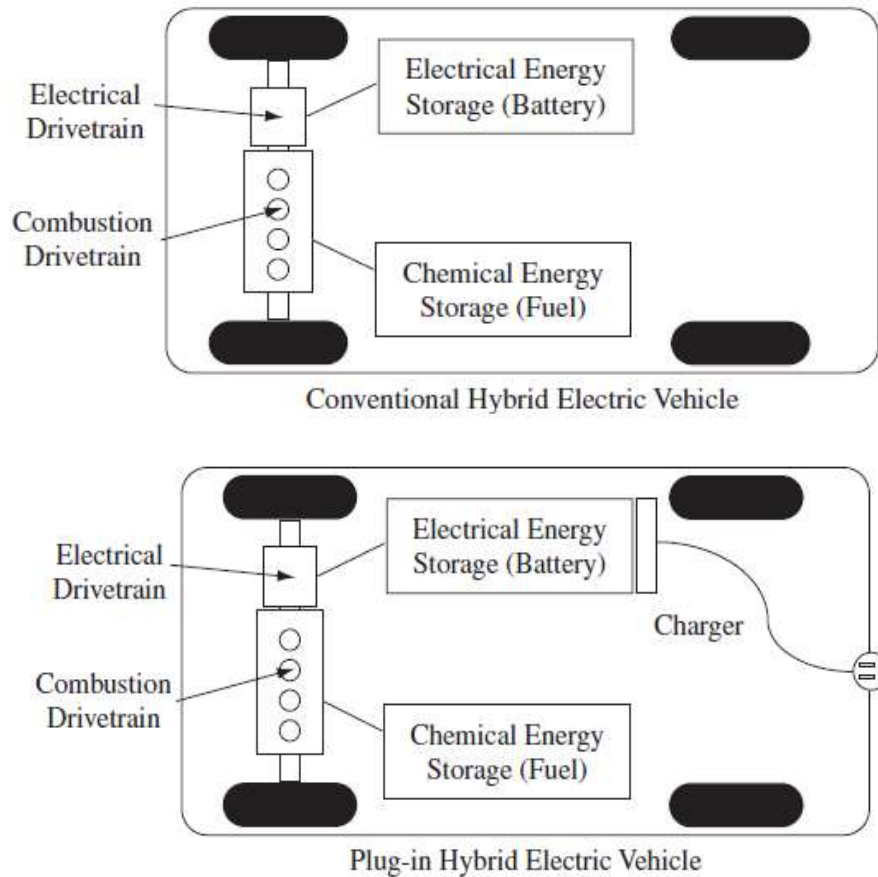 Electrical Energy
Storage (Battery)
Electrical
Drivetrain
Combustion
Drivetrain
Chemical Energy
Storage (Fuel)
Conventional Hybrid Electric Vehicle
Electrical Energy
Storage (Battery)
Electrical
Drivetrain
Charger
Combustion
Drivetrain
Chemical Energy
Storage (Fuel)
Plug-in Hybrid Electric Vehicle